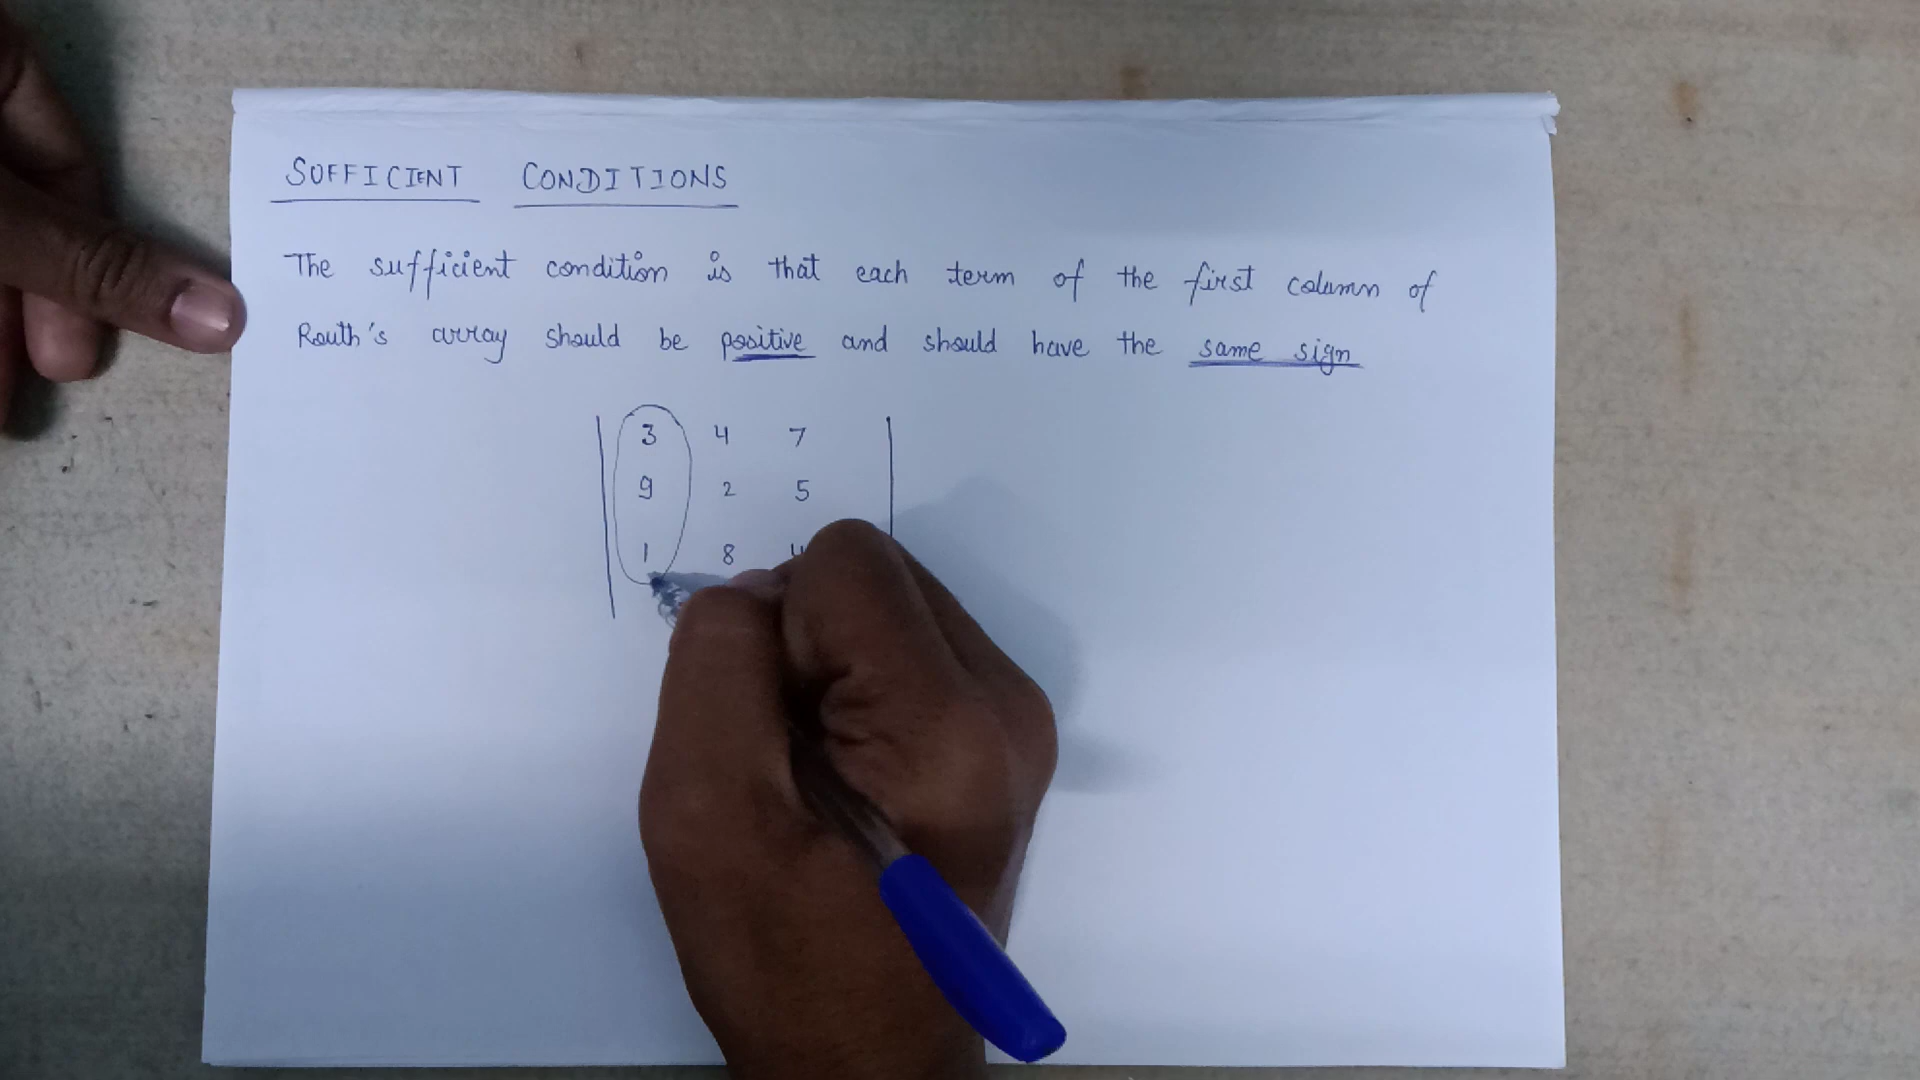 SUFFICIENT CONDITIONS
The sufficient condition is that each term of the first column of
Routh's array should be positive and should have the same sign
3 4 7
9 2 5
1 8